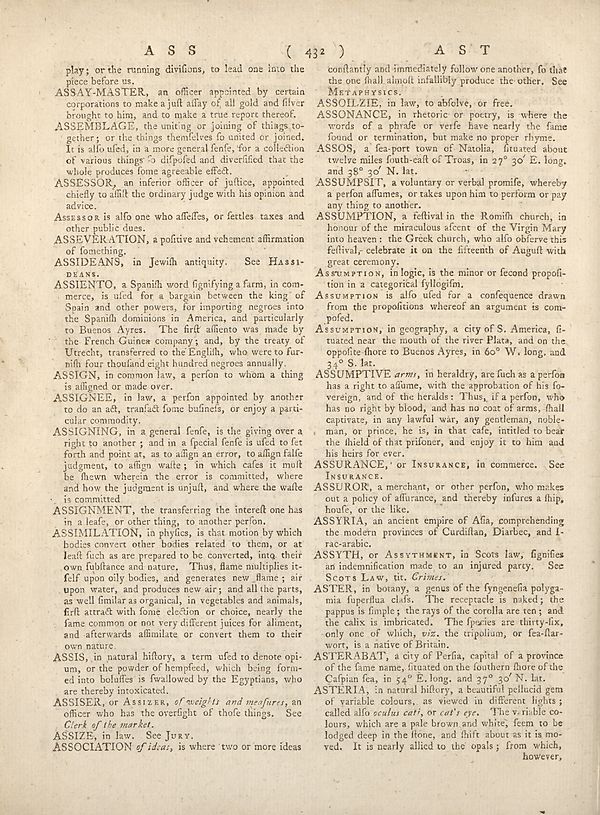 A S S ( 432 ) A S T
play; or the running diviſions, to lead one into the
piece before us.
ASSAY-MASTER, an officer appointed by certain
corporations to make a juſt aſſay of all gold and ſilver
brought to him, and to make a true report thereof.
ASSEMBLAGE, the uniting or joining of things to-
gether; or the things themſelves ſo united or joined.
It is alſo uſed, in a more general ſenſe, for a collection
of various things ſo diſpoſed and diverſified that the
whole produces ſome agreeable effect.
ASSESSOR, an inferior officer of juſtice, appointed
chiefly to aſſiſt the ordinary judge with his opinion and
advice.
ASSESSOR is alſo one who aſſeſſes, or ſettles taxes and
other public dues.
ASSEVERATION, a poſitive and vehement affirmation
of ſomething.
ASSIDEANS, in Jewiſh antiquity. See HASSI-
DEANS.
ASSIENTO, a Spaniſh word ſignifying a farm, in com-
merce, is uſed for a bargain between the king of
Spain and other powers, for importing negroes into
the Spaniſh dominions in America, and particularly
to Buenos Ayres. The firſt aſſiento was made by
the French Guinea company; and, by the treaty of
Utrecht, transferred to the Engliſh, who were to fur-
niſh four thouſand eight hundred negroes annually.
ASSIGN, in common law, a perſon to whom a thing
is aſſigned or made over.
ASSIGNEE, in law, a perſon appointed by another
to do an act, tranſact ſome buſineſs, or enjoy a parti-
cular commodity.
ASSIGNING, in a general ſenſe, is the giving over a
right to another; and in a ſpecial ſenſe is uſed to ſet
forth and point at, as to aſſign an error, to aſſign falſe
judgment, to aſſign waſte; in which caſes it muſt
be ſhewn wherein the error is committed, where
and how the judgment is unjuſt, and where the waſte
is committed.
ASSIGNMENT, the transferring the intereſt one has
in a leaſe, or other thing, to another perſon.
ASSIMILATION, in phyſics, is that motion by which
bodies convert other bodies related to them, or at
leaſt ſuch as are prepared to be converted, into their
own ſubſtance and nature. Thus, flame multiplies it-
ſelf upon oily bodies, and generates new flame; air
upon water, and produces new air; and all the parts,
as well ſimilar as organical, in vegetables and animals,
firſt attract with ſome election or choice, nearly the
ſame common or not very different juices for aliment,
and afterwards aſſimilate or convert them to their
own nature.
ASSIS, in natural hiſtory, a term uſed to denote opi-
um, or the powder of hempſeed, which being form-
ed into boluſſes is ſwallowed by the Egyptians, who
are thereby intoxicated.
ASSISER, or ASSIZER, of weights and meaſures, an
officer who has the overſight of thoſe things. See
Clerk of the market.
ASSIZE, in law. See JURY.
ASSOCIATION of ideas, is where two or more ideas
conſtantly and immediately follow one another, ſo that
the one ſhall almoſt infallibly produce the other. See
METAPHYSICS.
ASSOILZIE, in law, to abſolve, or free.
ASSONANCE, in rhetoric or poetry, is where the
words of a phraſe or verſe have nearly the ſame
ſound or termination, but make no proper rhyme.
ASSOS, a ſea-port town of Natolia, ſituated about
twelve miles ſouth-eaſt of Troas, in 27° 30′ E. long.
and 38° 30′ N. lat.
ASSUMPSIT, a voluntary or verbal promiſe, whereby
a perſon aſſumes, or takes upon him to perform or pay
any thing to another.
ASSUMPTION, a feſtival in the Romiſh church, in
honour of the miraculous aſcent of the Virgin Mary
into heaven: the Greek church, who alſo obſerve this
feſtival, celebrate it on the fifteenth of Auguſt with
great ceremony.
ASSUMPTION, in logic, is the minor or ſecond propoſi-
tion in a categorical ſyllogiſm.
ASSUMPTION is alſo uſed for a conſequence drawn
from the propoſitions whereof an argument is com-
poſed.
ASSUMPTION, in geography, a city of S. America, ſi-
tuated near the mouth of the river Plata, and on the
oppoſite ſhore to Buenos Ayres, in 60° W. long. and
34° S. lat.
ASSUMPTIVE arms, in heraldry, are ſuch as a perſon
has a right to aſſume, with the approbation of his ſo-
vereign, and of the heralds: Thus, if a perſon, who
has no right by blood, and has no coat of arms, ſhall
captivate, in any lawful war, any gentleman, noble-
man, or prince, he is, in that caſe, intitled to bear
the ſhield of that priſoner, and enjoy it to him and
his heirs for ever.
ASSURANCE, or INSURANCE, in commerce. See
INSURANCE.
ASSUROR, a merchant, or other perſon, who makes
out a policy of aſſurance, and thereby inſures a ſhip,
houſe, or the like.
ASSYRIA, an ancient empire of Aſia, comprehending
the modern provinces of Curdiſtan, Diarbec, and I-
rac-arabic.
ASSYTH, or ASSYTHMENT, in Scots law, ſignifies
an indemnification made to an injured party. See
SCOTS LAW, tit. Crimes.
ASTER, in botany, a genus of the ſyngeneſia polyga-
mia ſuperflua claſs. The receptacle is naked; the
pappus is ſimple; the rays of the corolla are ten; and
the calix is imbricated. The ſpecies are thirty-ſix,
only one of which, viz. the tripolium, or ſea-ſtar-
wort, is a native of Britain.
ASTERABAT, a city of Perſia, capital of a province
of the ſame name, ſituated on the ſouthern ſhore of the
Caſpian ſea, in 54° E. long. and 37° 30′ N. lat.
ASTERIA, in natural hiſtory, a beautiful pellucid gem
of variable colours, as viewed in different lights;
called alſo oculus cati, or cat's eye. The variable co-
lours, which are a pale brown and white, ſeem to be
lodged deep in the ſtone, and ſhift about as it is mo-
ved. It is nearly allied to the opals; from which,
however,